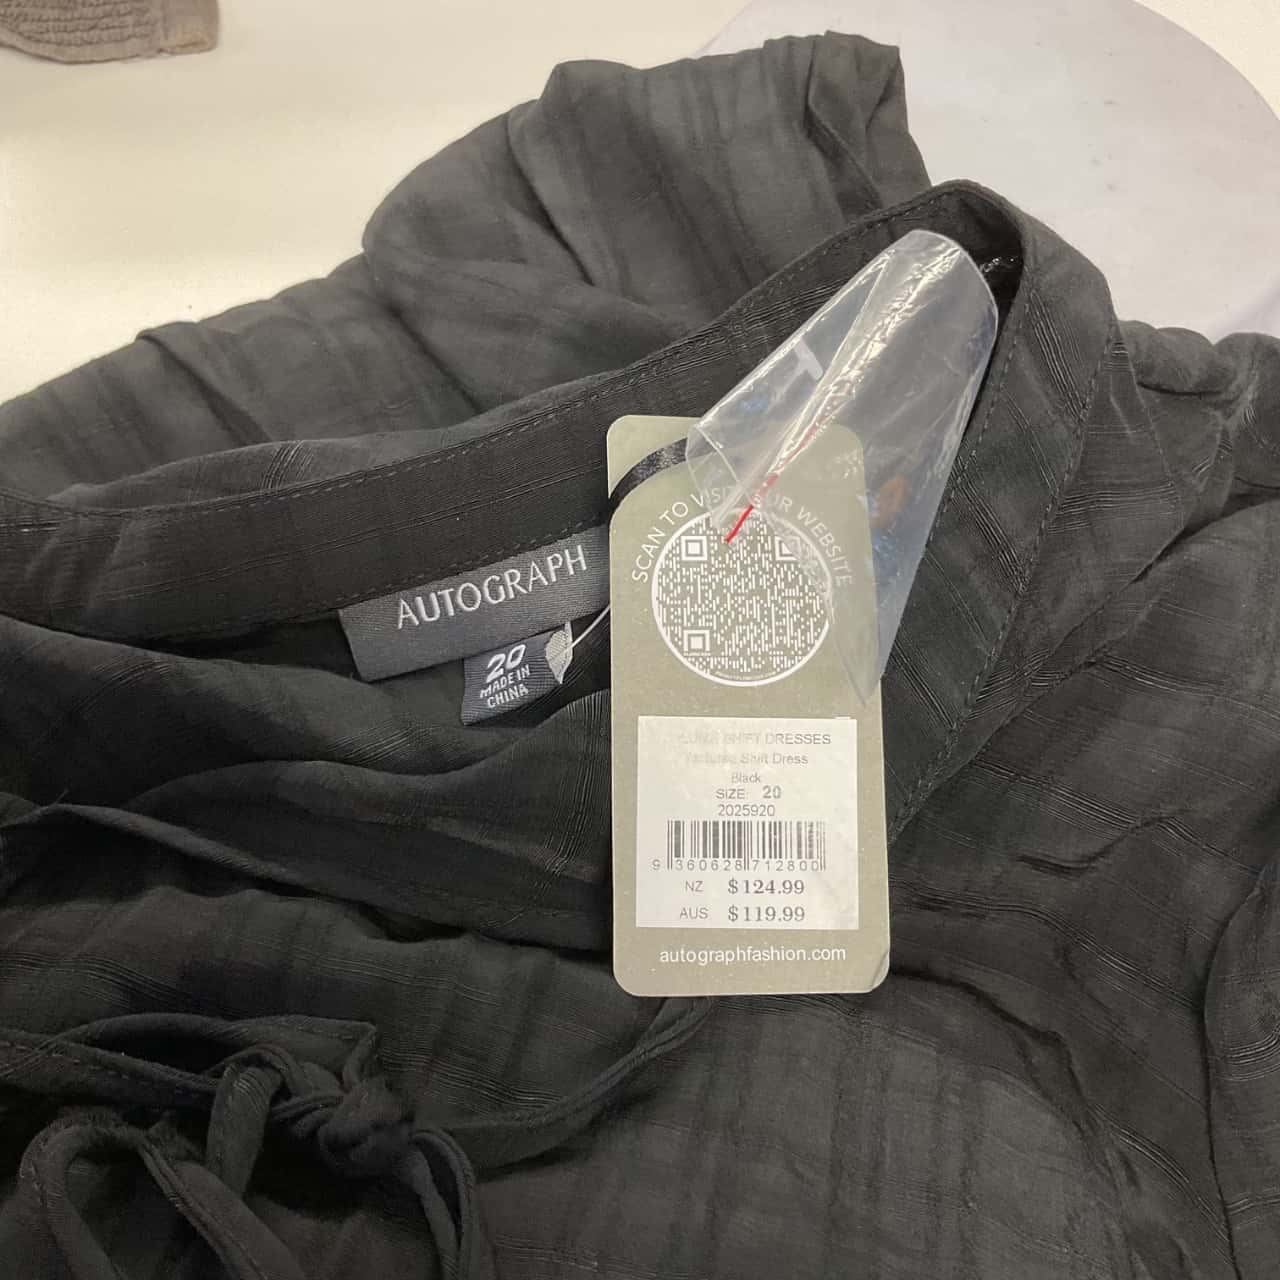 AUTOGRAPH
20
MADE IN
CHINA
SCAN TO VISIT OUR WEBSITE
SHIFT DRESSES
Shift Dress
Black
SIZE: 20
2025920
9 360628 712800
NZ $124.99
AUS $119.99
autographfashion.com